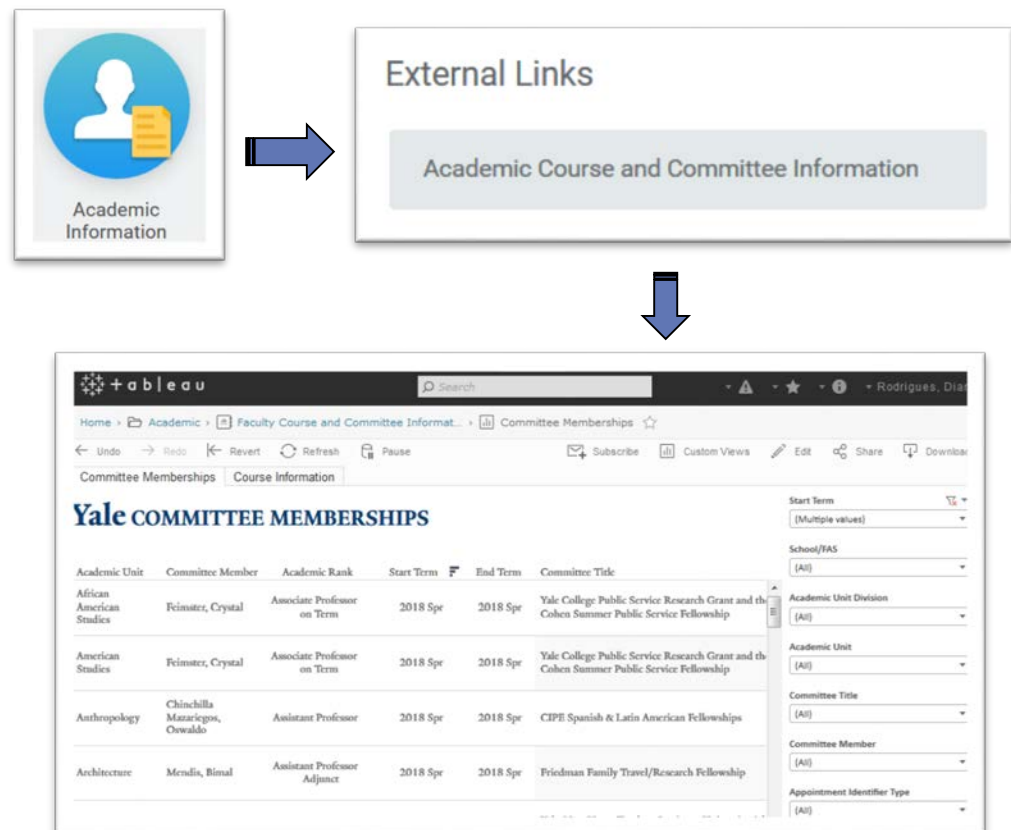 Academic
Information
External Links
Academic Course and Committee Information
+ a b | e a u
Search
Rodrigues, Diar
Home › Academic › Faculty Course and Committee Informat... › Committee Memberships
Undo Redo Revert Refresh Pause Subscribe Custom Views Edit Share Download
Committee Memberships Course Information
Yale COMMITTEE MEMBERSHIPS
Academic Unit Committee Member Academic Rank Start Term End Term Committee Title
African
American
Studies
Feimster, Crystal
Associate Professor
on Term
2018 Spr
2018 Spr
Yale College Public Service Research Grant and the
Cohen Summer Public Service Fellowship
American
Studies
Feimster, Crystal
Associate Professor
on Term
2018 Spr
2018 Spr
Yale College Public Service Research Grant and the
Cohen Summer Public Service Fellowship
Anthropology
Chinchilla
Mazariegos,
Oswaldo
Assistant Professor
2018 Spr
2018 Spr
CIPE Spanish & Latin American Fellowships
Architecture
Mendis, Bimal
Assistant Professor
Adjunct
2018 Spr
2018 Spr
Friedman Family Travel/Research Fellowship
Start Term
(Multiple values)
School/FAS
(All)
Academic Unit Division
(All)
Academic Unit
(All)
Committee Title
(All)
Committee Member
(All)
Appointment Identifier Type
(All)